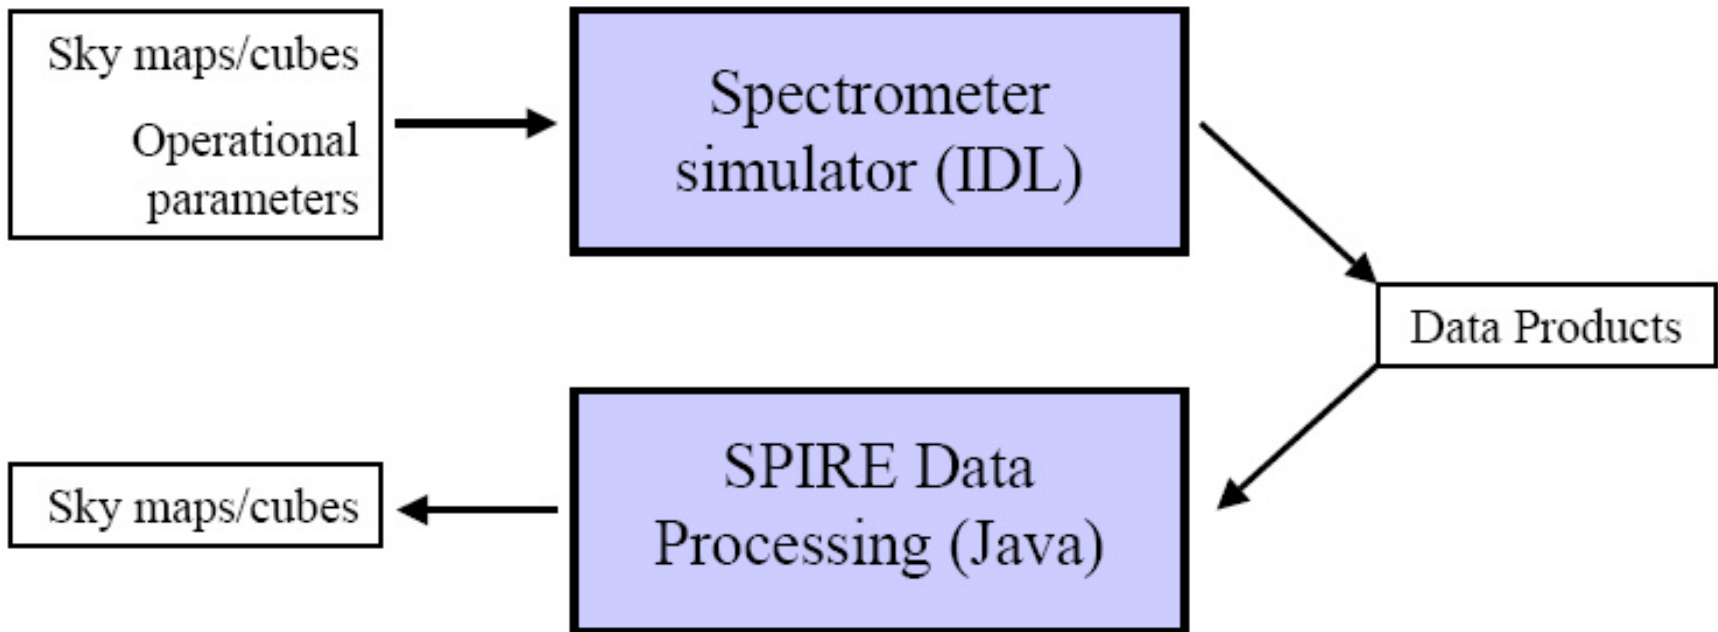 Sky maps/cubes
Operational
parameters
Spectrometer
simulator (IDL)
Data Products
SPIRE Data
Processing (Java)
Sky maps/cubes